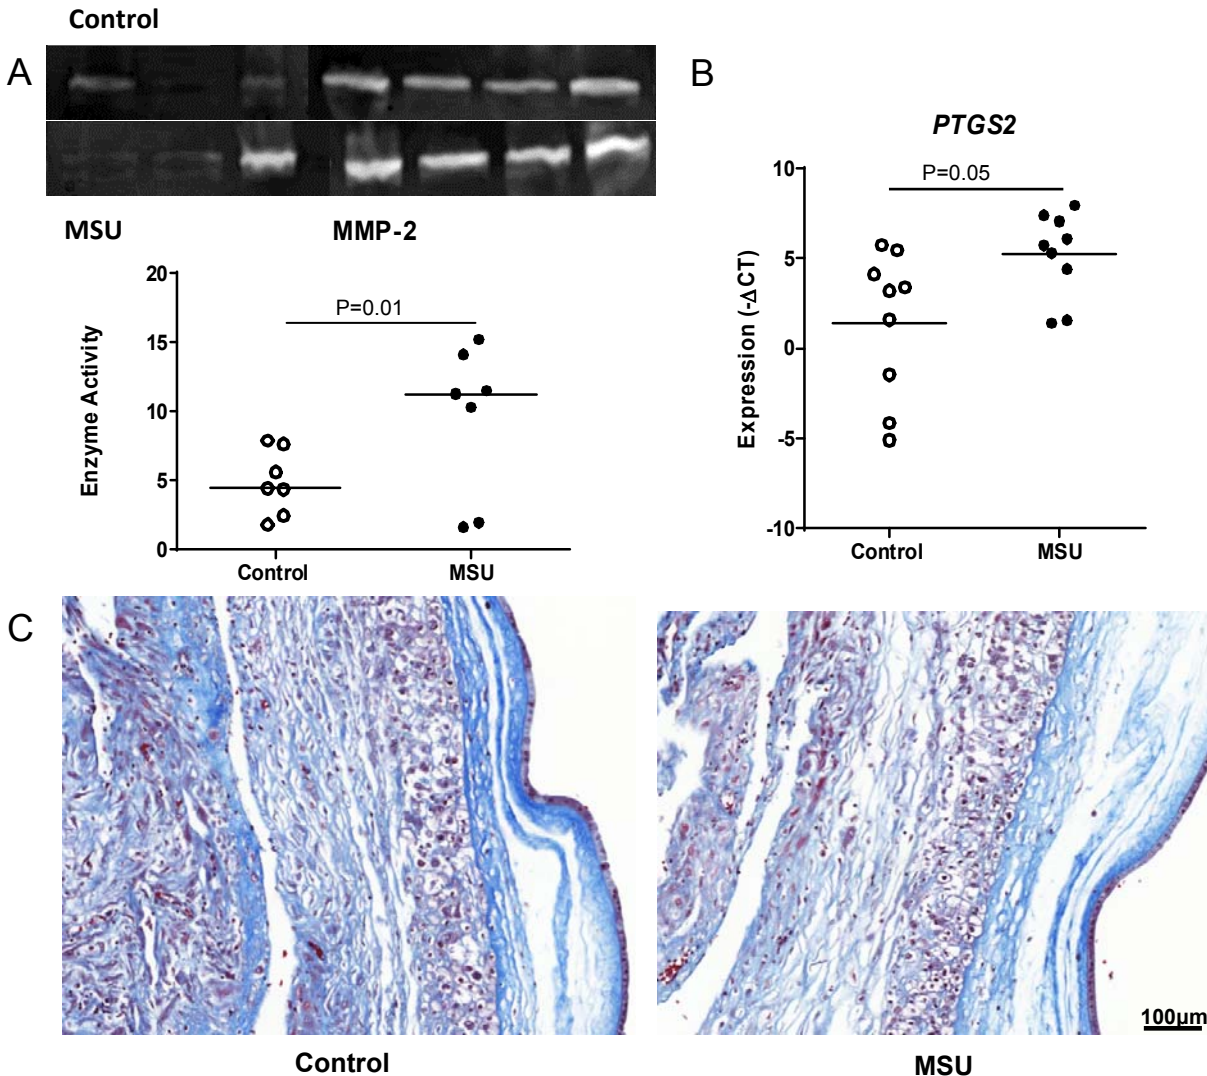 Control
A
B
PTGS2
MSU
MMP-2
20
15
10
5
0
Enzyme Activity
P=0.01
Control
MSU
10
5
0
-5
-10
Expression (-ΔCT)
P=0.05
Control
MSU
C
100µm
Control
MSU